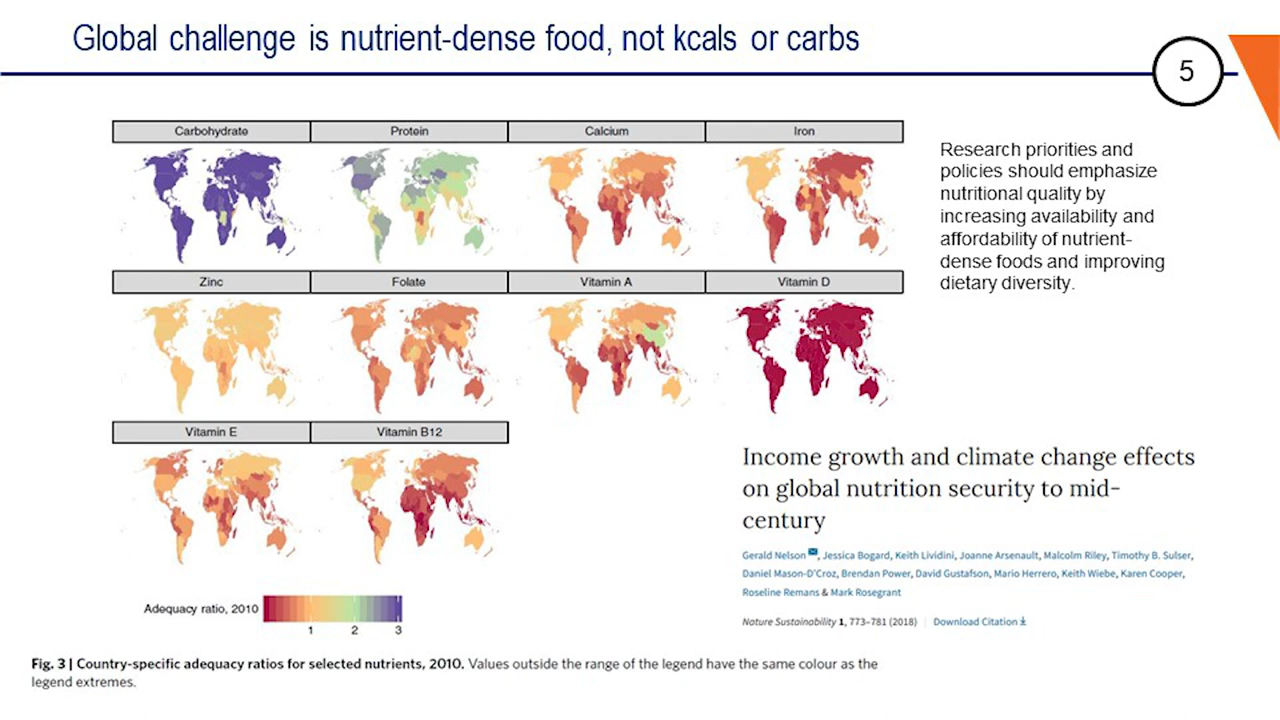 Global challenge is nutrient-dense food, not kcals or carbs
5
Carbohydrate
Protein
Calcium
Iron
Research priorities and
policies should emphasize
nutritional quality by
increasing availability and
affordability of nutrient-
dense foods and improving
dietary diversity.
Zinc
Folate
Vitamin A
Vitamin D
Vitamin E
Vitamin B12
Income growth and climate change effects
on global nutrition security to mid-
century
Gerald Nelson, Jessica Bogard, Keith Lividini, Joanne Arsenault, Malcolm Riley, Timothy B. Sulser,
Daniel Mason-D'Croz, Brendan Power, David Gustafson, Mario Herrero, Keith Wiebe, Karen Cooper,
Roseline Remans & Mark Rosegrant
Nature Sustainability 1, 773–781 (2018) | Download Citation
Adequacy ratio, 2010
1 2 3
Fig. 3 | Country-specific adequacy ratios for selected nutrients, 2010. Values outside the range of the legend have the same colour as the
legend extremes.